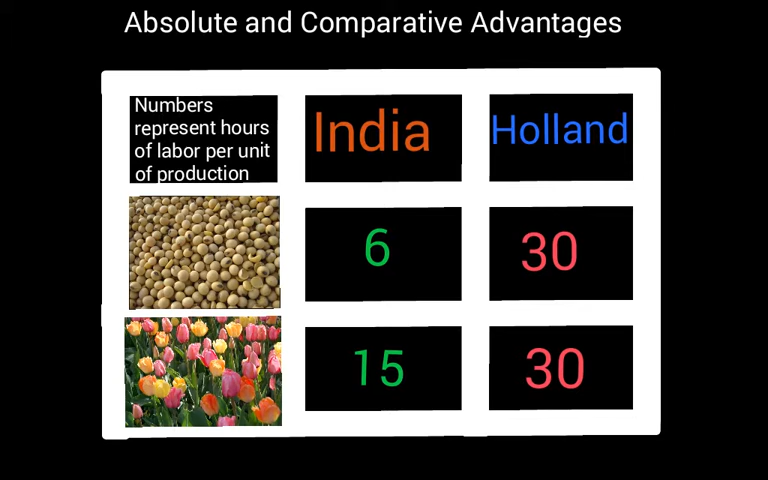 Absolute and Comparative Advantages
Numbers
represent hours
of labor per unit
of production
India
Holland
6
30
15
30